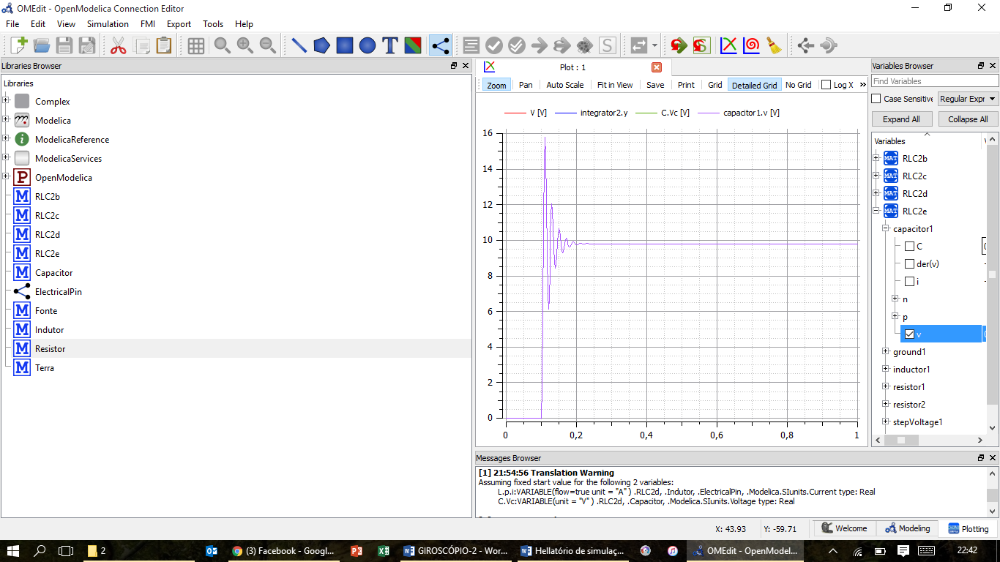 OMEdit - OpenModelica Connection Editor
File Edit View Simulation FMI Export Tools Help
T S S
Libraries Browser
Libraries
Complex
Modelica
ModelicaReference
ModelicaServices
P OpenModelica
M RLC2b
M RLC2c
M RLC2d
M RLC2e
M Capacitor
ElectricalPin
M Fonte
M Indutor
M Resistor
M Terra
Plot : 1
Zoom Pan Auto Scale Fit in View Save Print Grid Detailed Grid No Grid Log X »
V [V] integrator2.y C.Vc [V] capacitor1.v [V]
16
14
12
10
8
6
4
2
0
0 0,2 0,4 0,6 0,8 1
Variables Browser
Find Variables
Case Sensitive Regular Expr
Expand All Collapse All
Variables
MAT RLC2b
MAT RLC2c
MAT RLC2d
MAT RLC2e
capacitor1
C
der(v)
i
n
p
v
ground1
inductor1
resistor1
resistor2
stepVoltage1
Messages Browser
[1] 21:54:56 Translation Warning
Assuming fixed start value for the following 2 variables:
L.p.i:VARIABLE(flow=true unit = "A" ) .RLC2d, .Indutor, .ElectricalPin, .Modelica.SIunits.Current type: Real
C.Vc:VARIABLE(unit = "V" ) .RLC2d, .Capacitor, .Modelica.SIunits.Voltage type: Real
X: 43.93 Y: -59.71 Welcome Modeling Plotting
2 (3) Facebook - Googl... GIROSCÓPIO-2 - Wor... Hellatório de simulaç... OMEdit - OpenModel... 22:42